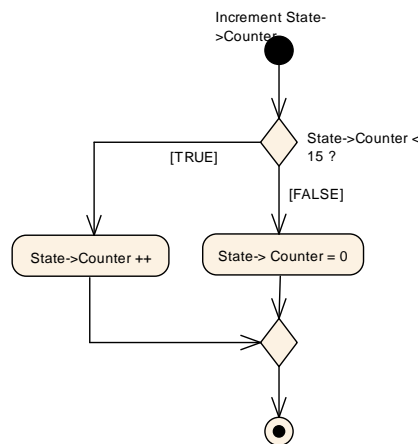 Increment State-
>Counter
State->Counter <
15 ?
[TRUE]
[FALSE]
State->Counter ++
State-> Counter = 0